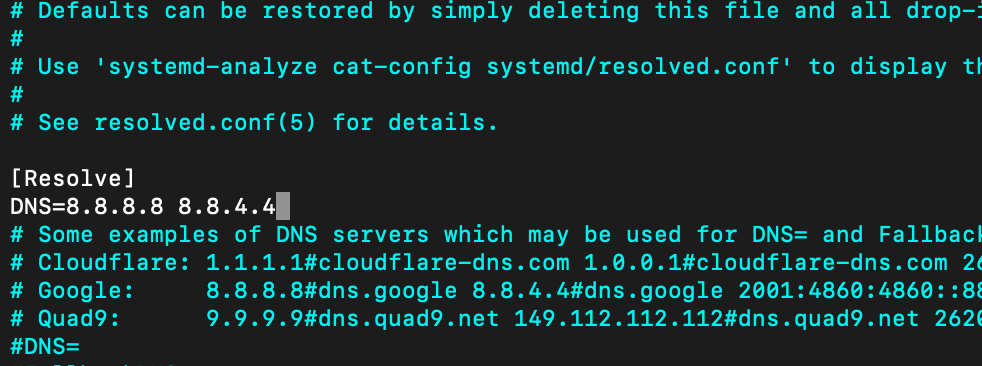 # Defaults can be restored by simply deleting this file and all drop-i
#
# Use 'systemd-analyze cat-config systemd/resolved.conf' to display th
#
# See resolved.conf(5) for details.
[Resolve]
DNS=8.8.8.8 8.8.4.4
# Some examples of DNS servers which may be used for DNS= and Fallback
# Cloudflare: 1.1.1.1#cloudflare-dns.com 1.0.0.1#cloudflare-dns.com 26
# Google:     8.8.8.8#dns.google 8.8.4.4#dns.google 2001:4860:4860::88
# Quad9:      9.9.9.9#dns.quad9.net 149.112.112.112#dns.quad9.net 2620
#DNS=